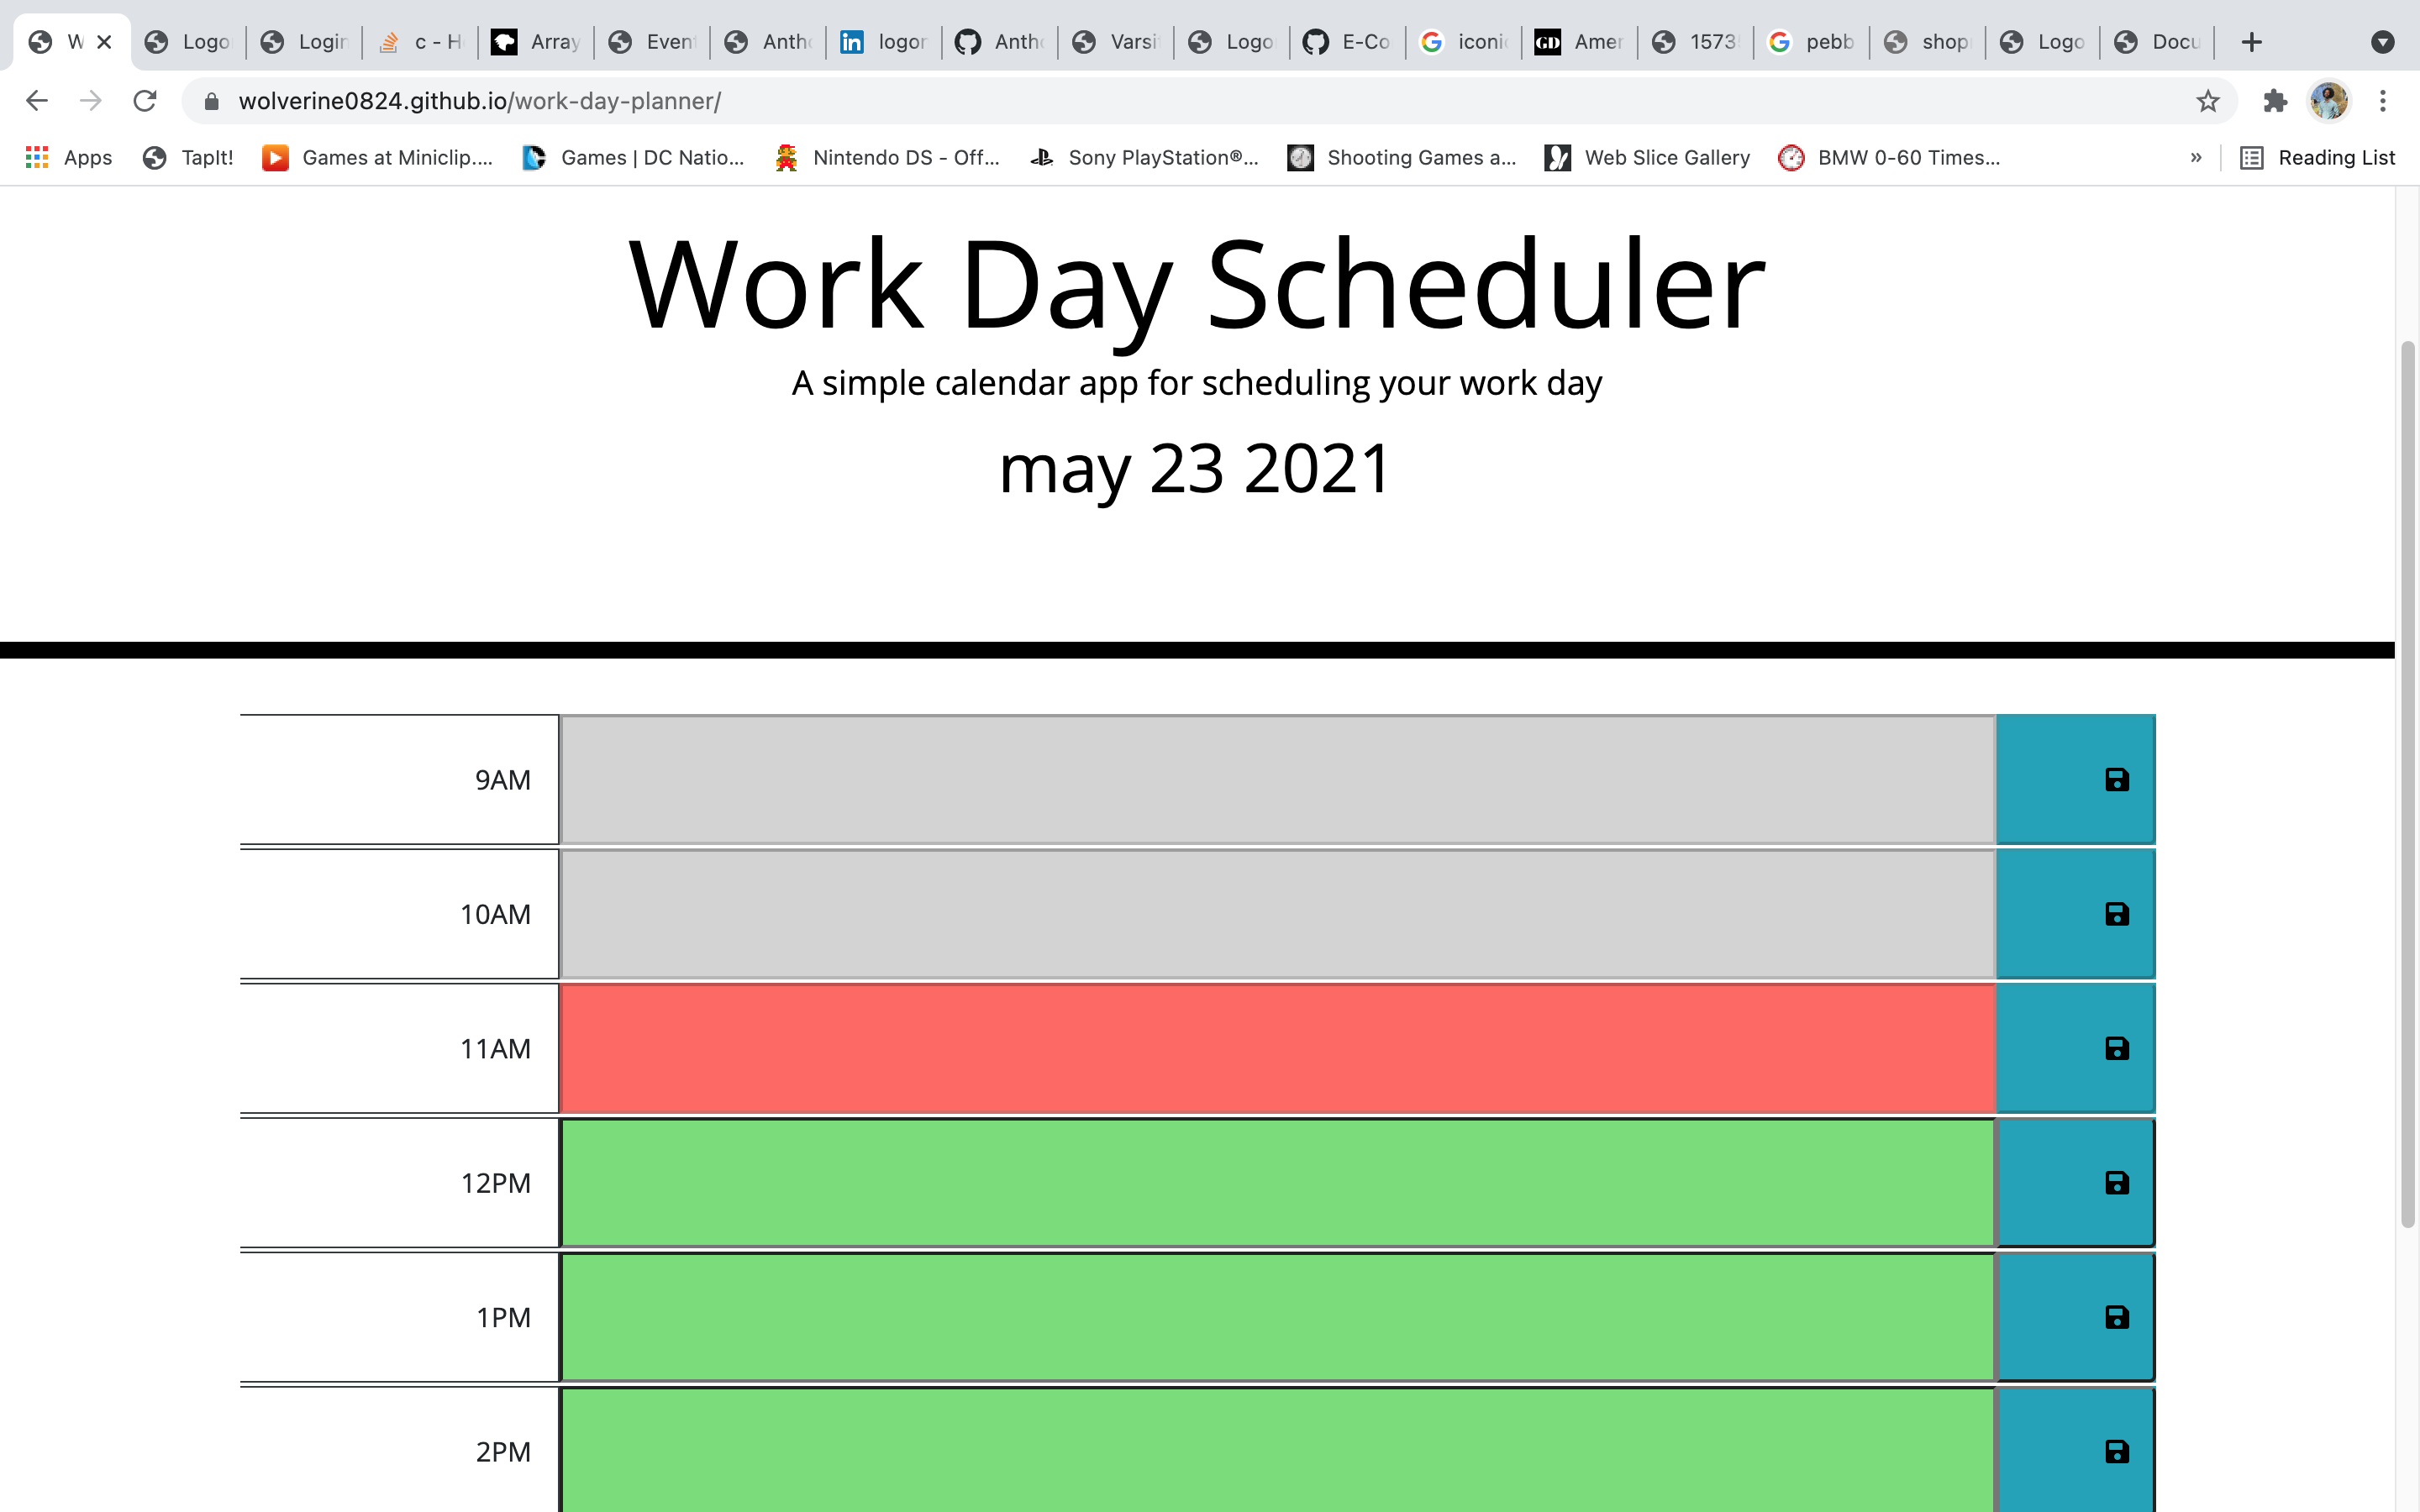 W Logo Login c - H Array Even Antho logor Antho Varsi Logo E-Co iconi GD Amer 1573 pebb shop Logo Docu
wolverine0824.github.io/work-day-planner/
Apps TapIt! Games at Miniclip.... Games | DC Natio... Nintendo DS - Off... Sony PlayStation®... Shooting Games a... Web Slice Gallery BMW 0-60 Times... » Reading List
Work Day Scheduler
A simple calendar app for scheduling your work day
may 23 2021
9AM
10AM
11AM
12PM
1PM
2PM